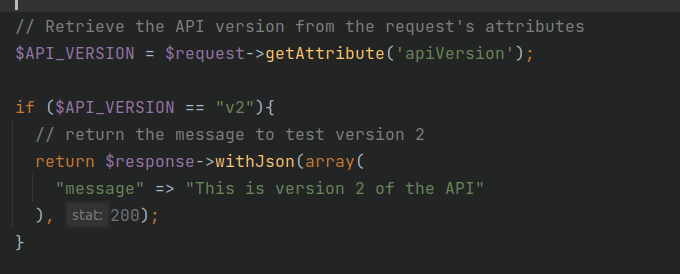 // Retrieve the API version from the request's attributes
$API_VERSION = $request->getAttribute('apiVersion');
if ($API_VERSION == "v2"){
// return the message to test version 2
return $response->withJson(array(
"message" => "This is version 2 of the API"
), stat: 200);
}